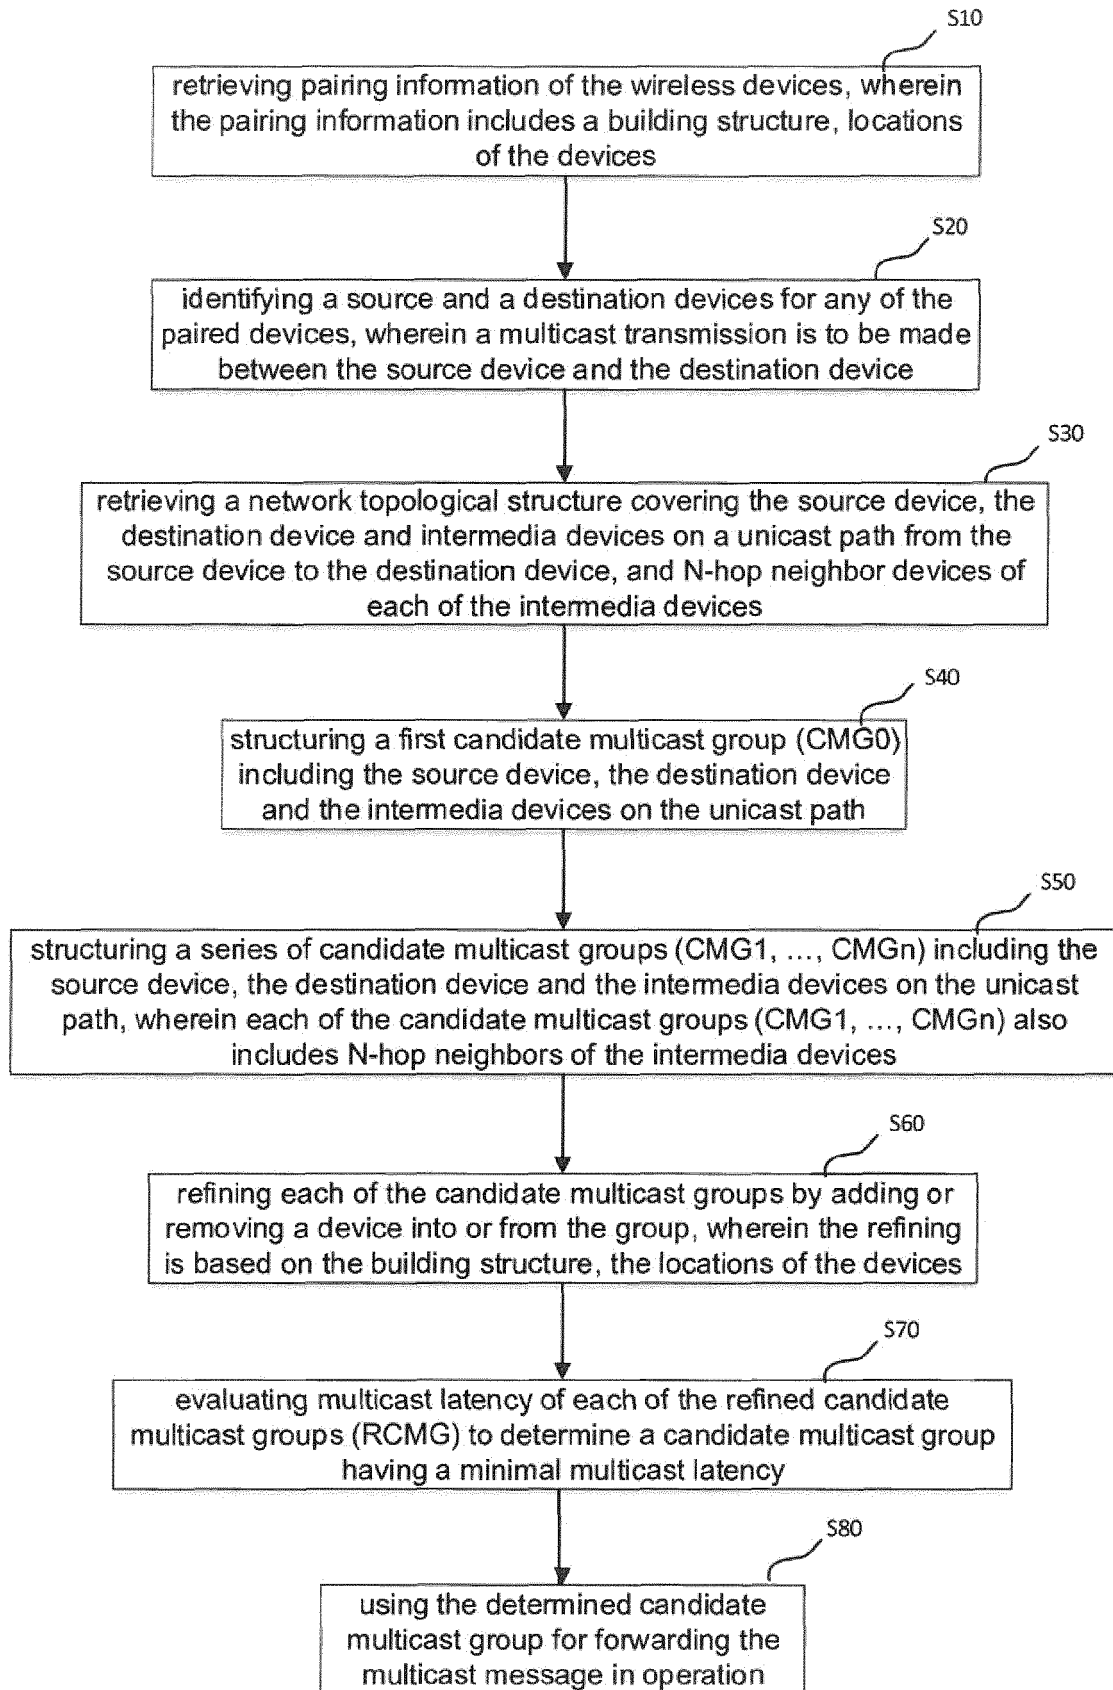 S10
retrieving pairing information of the wireless devices, wherein
the pairing information includes a building structure, locations
of the devices
S20
identifying a source and a destination devices for any of the
paired devices, wherein a multicast transmission is to be made
between the source device and the destination device
S30
retrieving a network topological structure covering the source device, the
destination device and intermedia devices on a unicast path from the
source device to the destination device, and N-hop neighbor devices of
each of the intermedia devices
S40
structuring a first candidate multicast group (CMG0)
including the source device, the destination device
and the intermedia devices on the unicast path
S50
structuring a series of candidate multicast groups (CMG1, ..., CMGn) including the
source device, the destination device and the intermedia devices on the unicast
path, wherein each of the candidate multicast groups (CMG1, ..., CMGn) also
includes N-hop neighbors of the intermedia devices
S60
refining each of the candidate multicast groups by adding or
removing a device into or from the group, wherein the refining
is based on the building structure, the locations of the devices
S70
evaluating multicast latency of each of the refined candidate
multicast groups (RCMG) to determine a candidate multicast group
having a minimal multicast latency
S80
using the determined candidate
multicast group for forwarding the
multicast message in operation